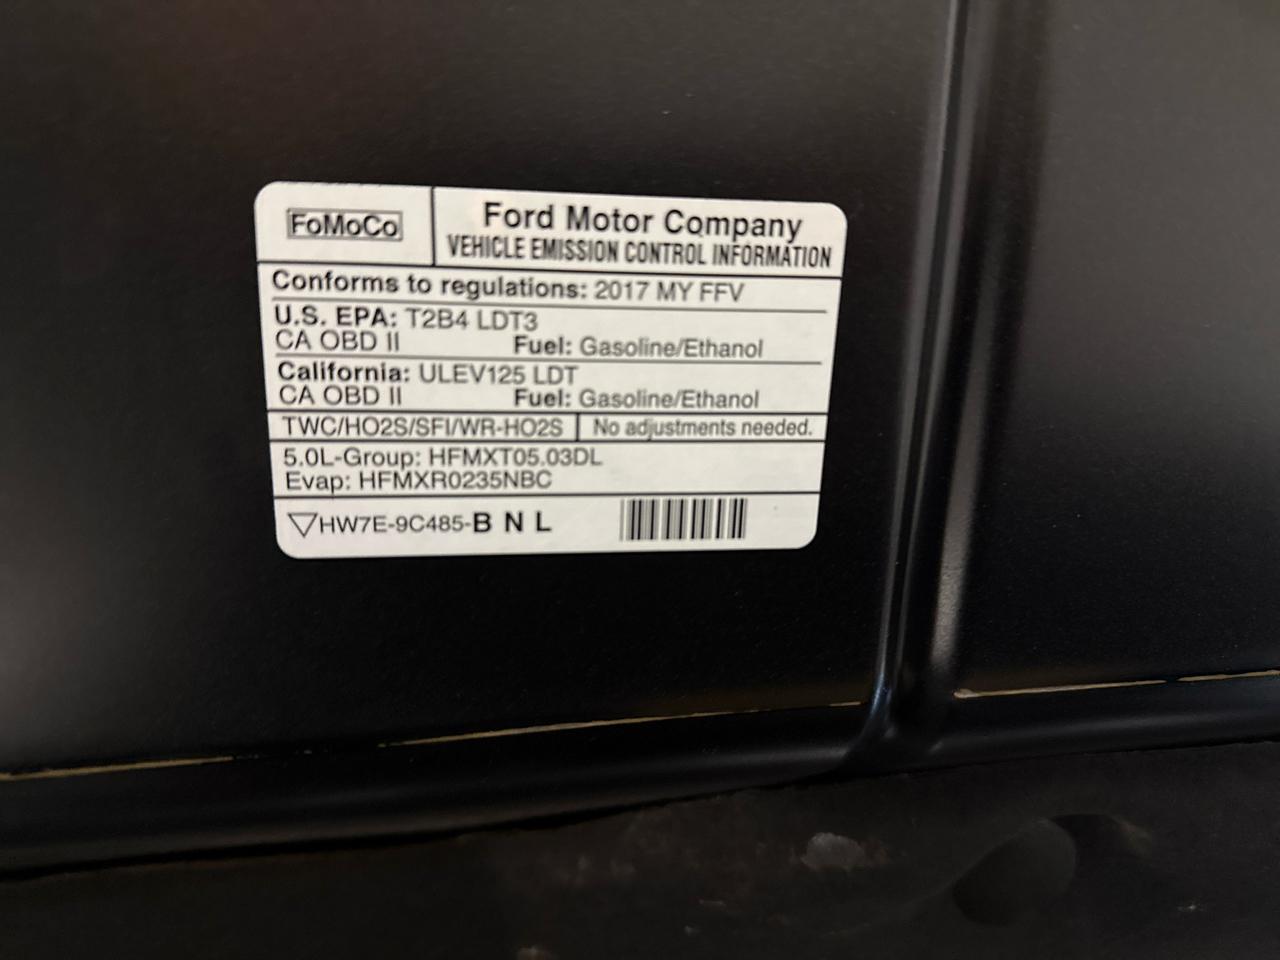 FoMoCo
Ford Motor Company
VEHICLE EMISSION CONTROL INFORMATION
Conforms to regulations: 2017 MY FFV
U.S. EPA: T2B4 LDT3
CA OBD II Fuel: Gasoline/Ethanol
California: ULEV125 LDT
CA OBD II Fuel: Gasoline/Ethanol
TWC/HO2S/SFI/WR-HO2S No adjustments needed.
5.0L-Group: HFMXT05.03DL
Evap: HFMXR0235NBC
HW7E-9C485-B N L